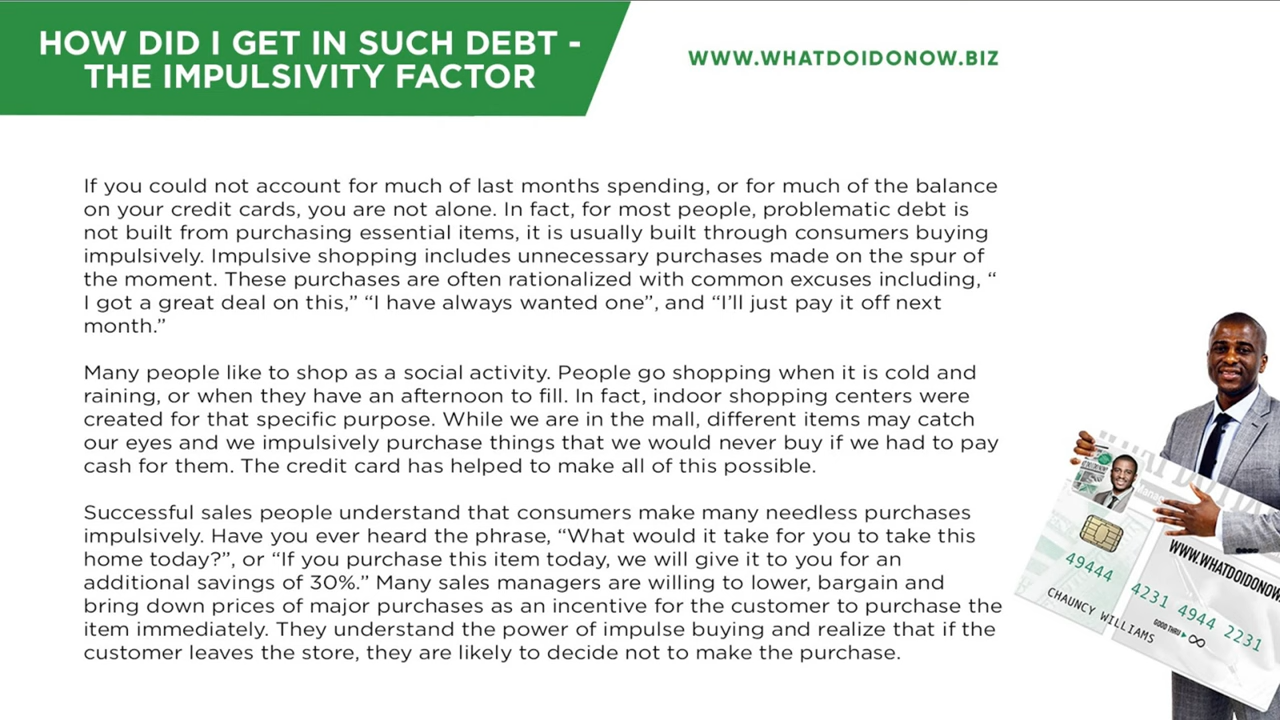 HOW DID I GET IN SUCH DEBT -
THE IMPULSIVITY FACTOR
WWW.WHATDOIDONOW.BIZ
If you could not account for much of last months spending, or for much of the balance
on your credit cards, you are not alone. In fact, for most people, problematic debt is
not built from purchasing essential items, it is usually built through consumers buying
impulsively. Impulsive shopping includes unnecessary purchases made on the spur of
the moment. These purchases are often rationalized with common excuses including, “
I got a great deal on this,” “I have always wanted one”, and “I’ll just pay it off next
month.”
Many people like to shop as a social activity. People go shopping when it is cold and
raining, or when they have an afternoon to fill. In fact, indoor shopping centers were
created for that specific purpose. While we are in the mall, different items may catch
our eyes and we impulsively purchase things that we would never buy if we had to pay
cash for them. The credit card has helped to make all of this possible.
Successful sales people understand that consumers make many needless purchases
impulsively. Have you ever heard the phrase, “What would it take for you to take this
home today?”, or “If you purchase this item today, we will give it to you for an
additional savings of 30%.” Many sales managers are willing to lower, bargain and
bring down prices of major purchases as an incentive for the customer to purchase the
item immediately. They understand the power of impulse buying and realize that if the
customer leaves the store, they are likely to decide not to make the purchase.
WWW.WHATDOIDONOW
49444
4231 4944 2231
GOOD THRU
CHAUNCY WILLIAMS